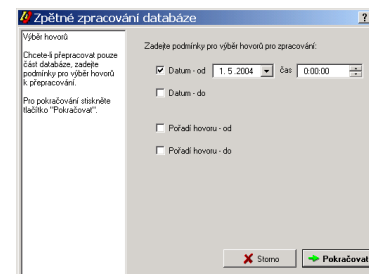 Zpětné zpracování databáze
Výběr hovorů
Chcete-li přepracovat pouze
část databáze, zadejte
podmínky pro výběr hovorů
k přepracování.
Pro pokračování stiskněte
tlačítko "Pokračovat".
Zadejte podmínky pro výběr hovorů pro zpracování:
Datum - od 1. 5. 2004 čas 0:00:00
Datum - do
Pořadí hovoru - od
Pořadí hovoru - do
Storno Pokračovat